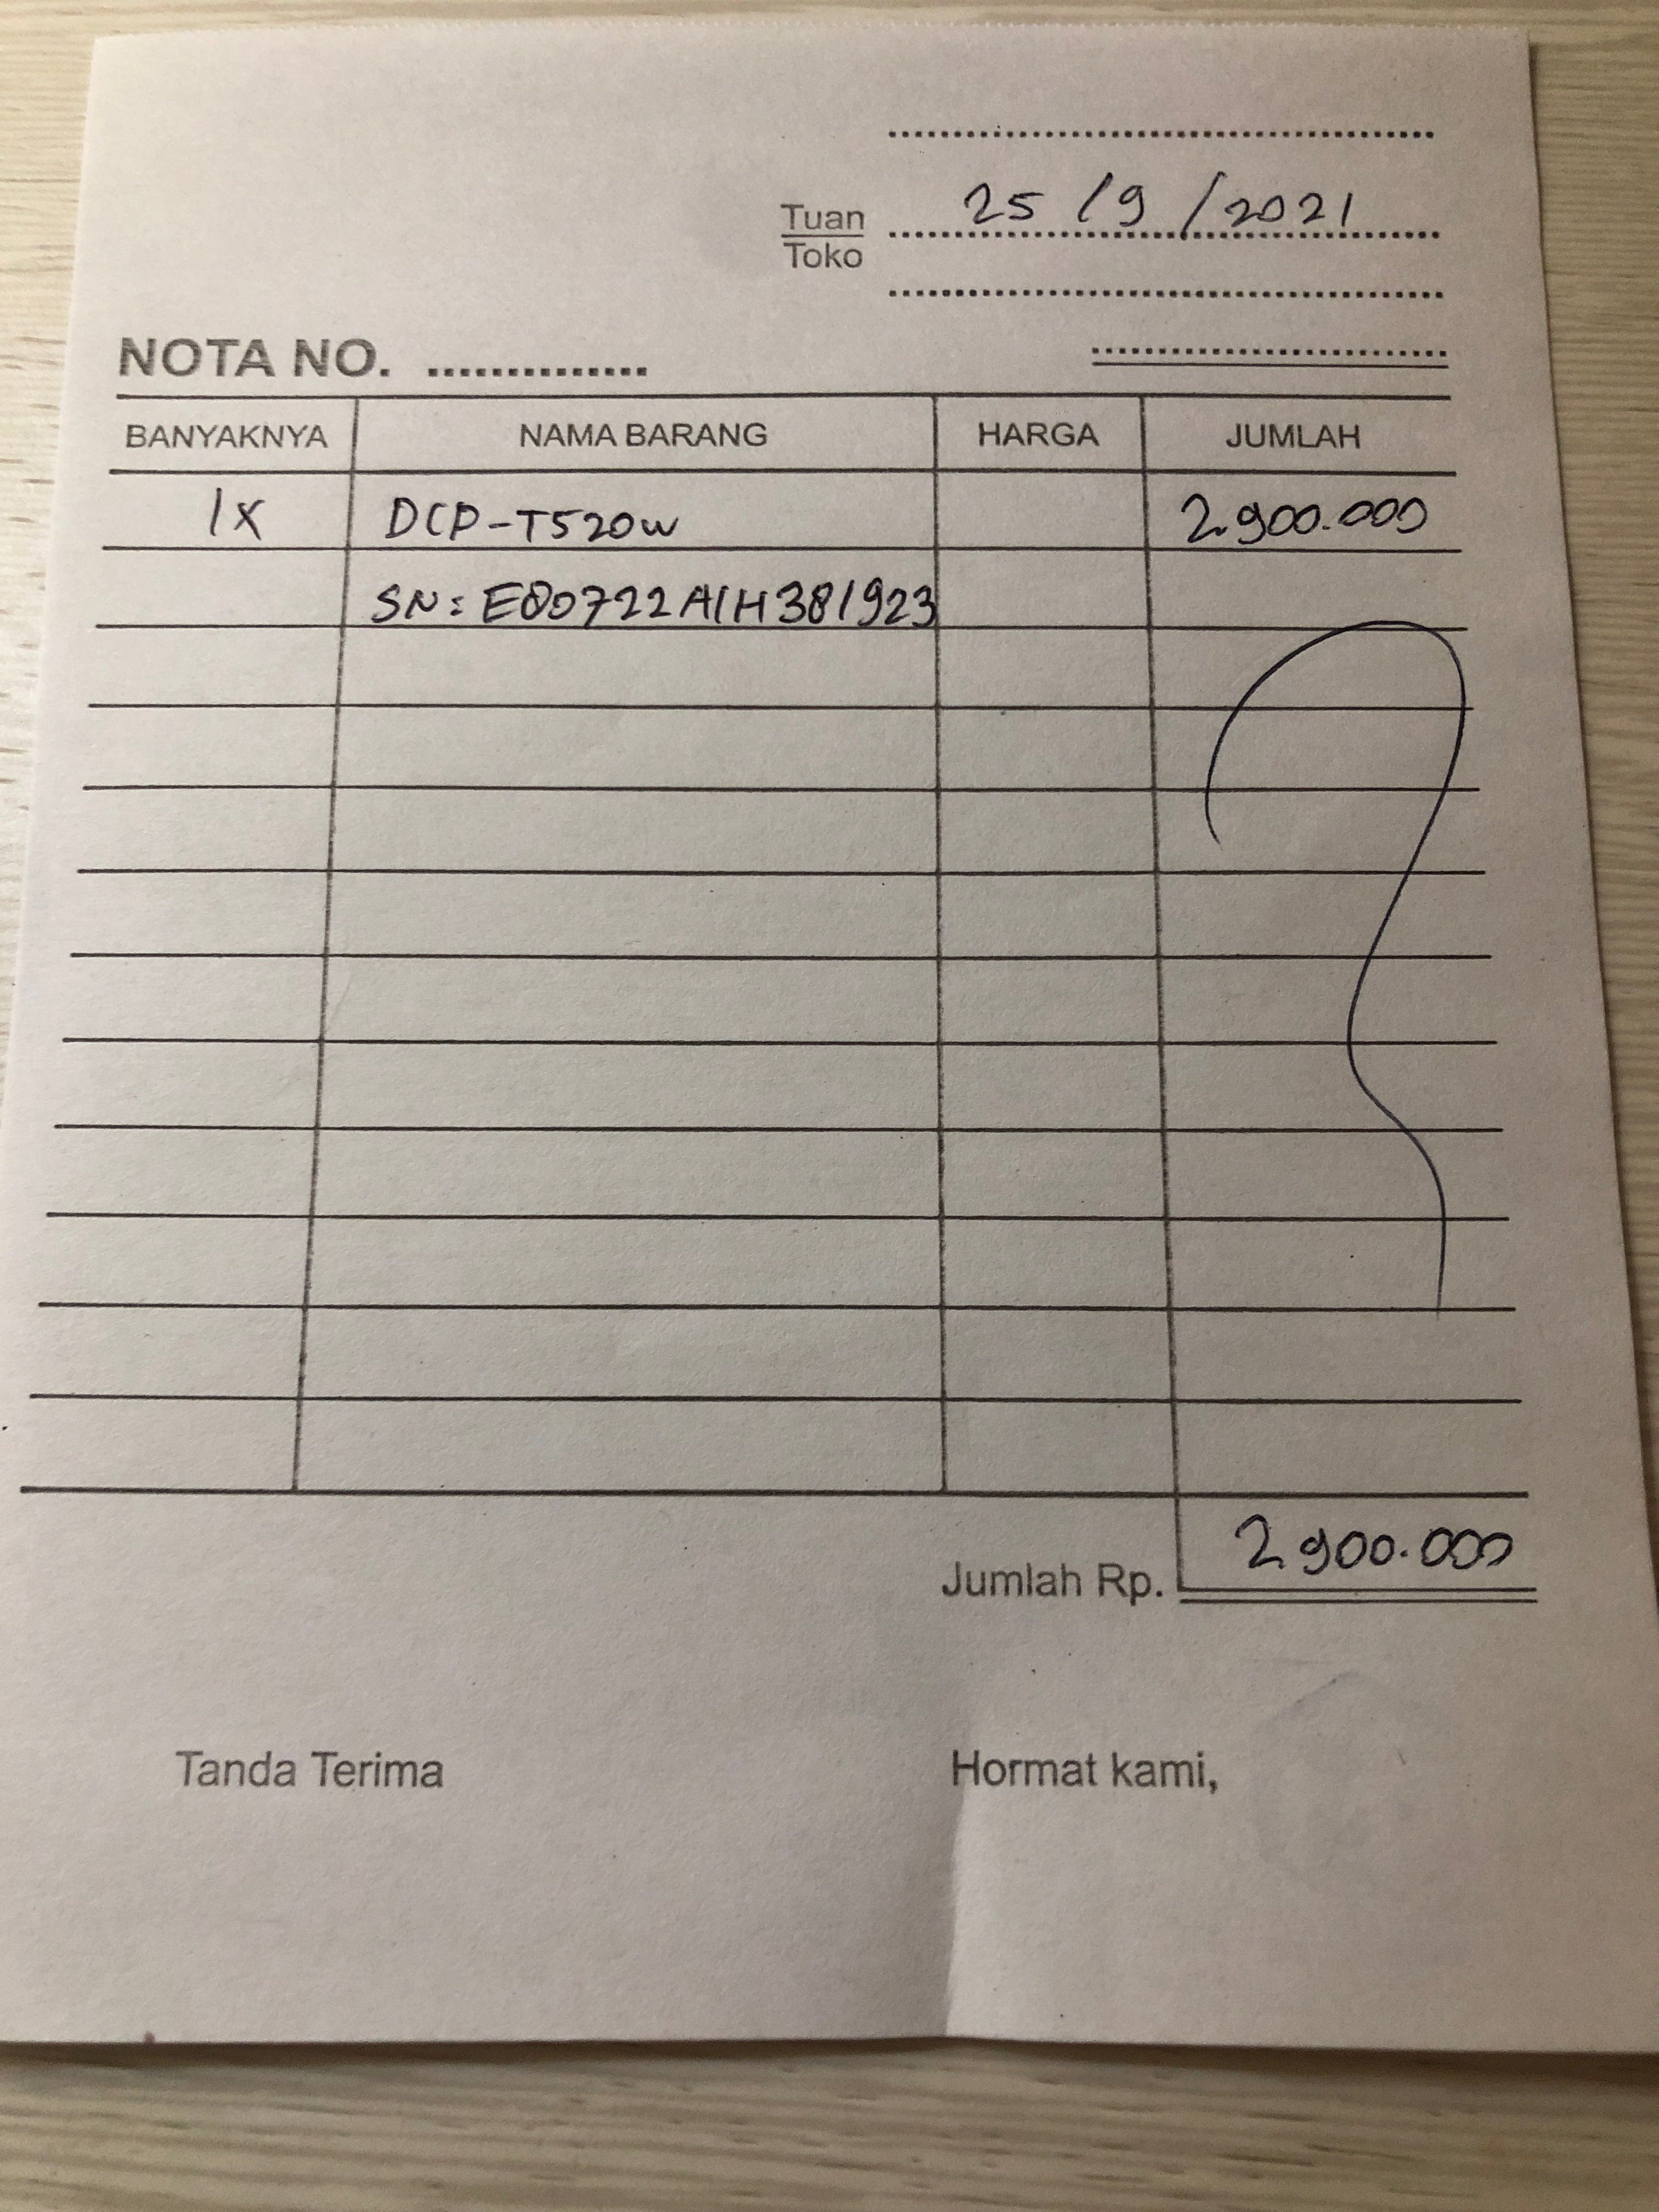 25/9/2021
Tuan
Toko
NOTA NO.
BANYAKNYA NAMA BARANG HARGA JUMLAH
1x DCP-T520w 2.900.000
SN: E80722A1H381923
Jumlah Rp. 2.900.000
Tanda Terima Hormat kami,